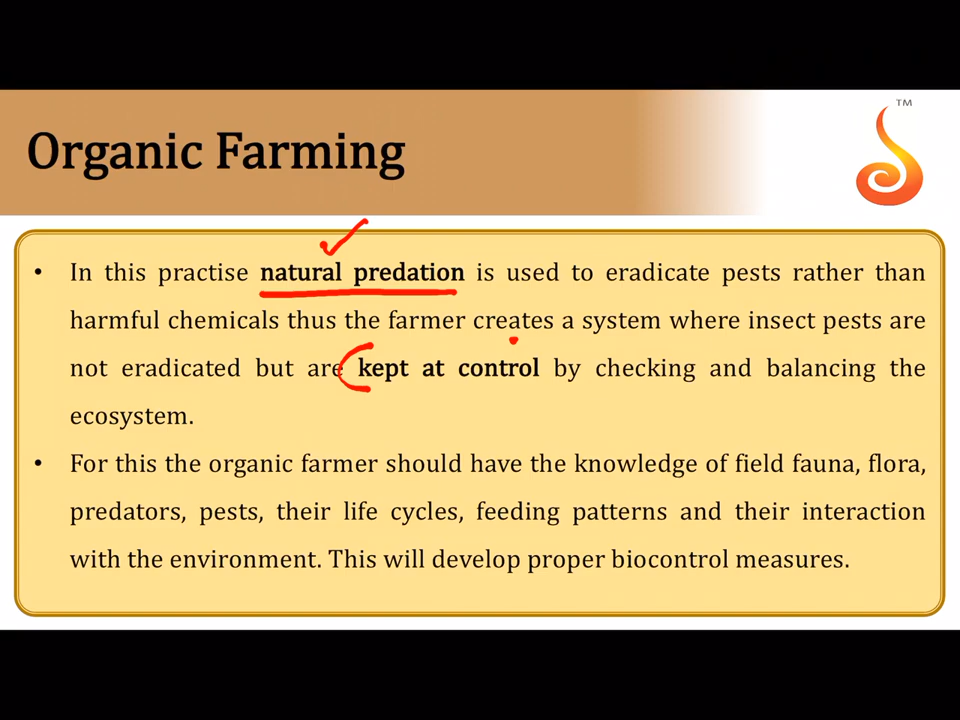 TM
Organic Farming
• In this practise natural predation is used to eradicate pests rather than
harmful chemicals thus the farmer creates a system where insect pests are
not eradicated but are kept at control by checking and balancing the
ecosystem.
• For this the organic farmer should have the knowledge of field fauna, flora,
predators, pests, their life cycles, feeding patterns and their interaction
with the environment. This will develop proper biocontrol measures.